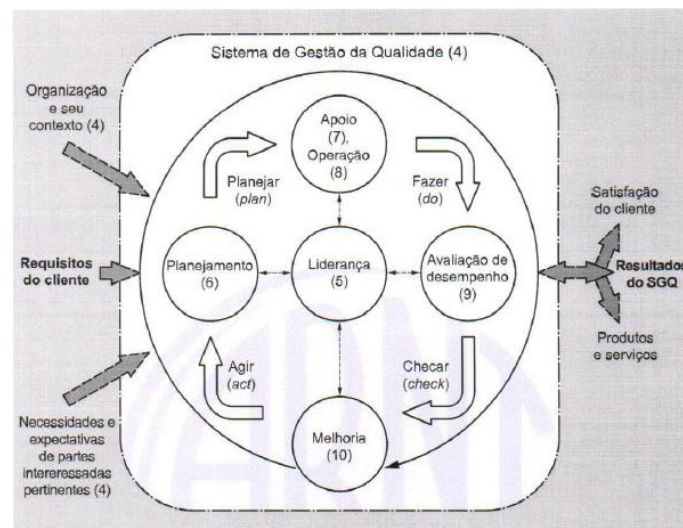 Sistema de Gestão da Qualidade (4)
Organização
e seu
contexto (4)
Apoio
(7),
Operação
(8)
Planejar
(plan)
Fazer
(do)
Satisfação
do cliente
Requisitos
do cliente
Planejamento
(6)
Liderança
(5)
Avaliação de
desempenho
(9)
Resultados
do SGQ
Agir
(act)
Checar
(check)
Produtos
e serviços
Necessidades e
expectativas
de partes
intereressadas
pertinentes (4)
Melhoria
(10)
ABNT